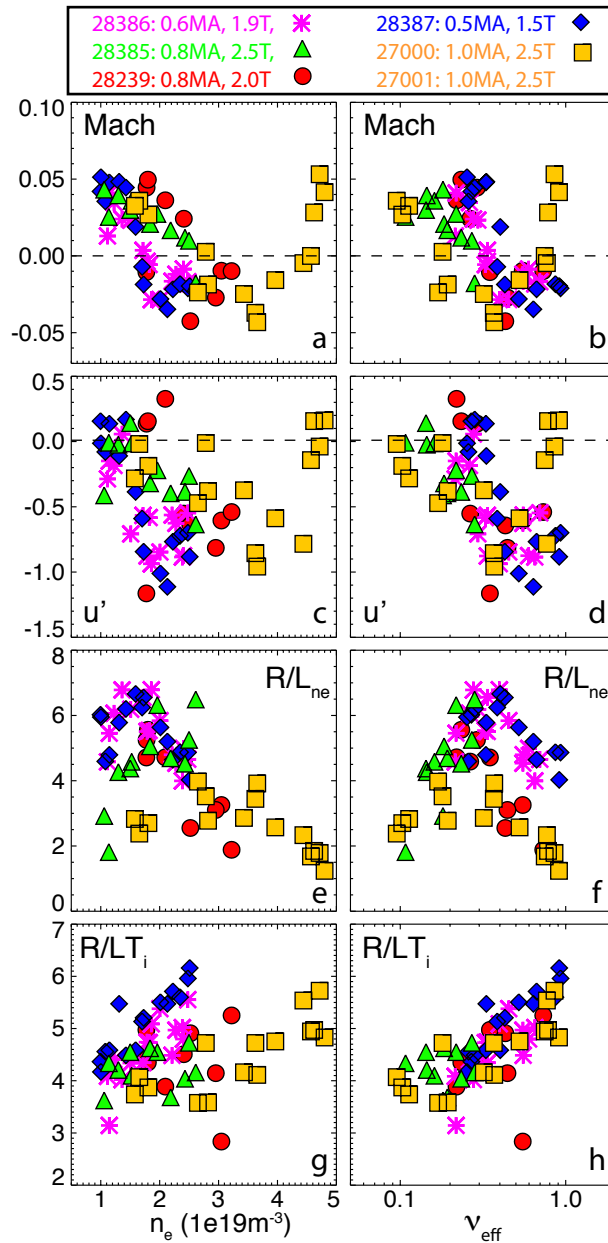 28386: 0.6MA, 1.9T, 28387: 0.5MA, 1.5T
28385: 0.8MA, 2.5T, 27000: 1.0MA, 2.5T
28239: 0.8MA, 2.0T 27001: 1.0MA, 2.5T
0.10
0.05
0.00
-0.05
Mach
a
Mach
b
0.5
0.0
-0.5
-1.0
-1.5
u' c
u' d
8
6
4
2
0
R/Lne
e
R/Lne
f
7
6
5
4
3
2
R/LTi
g
h
1 2 3 4 5
0.1 1.0
ne (1e19m-3)
νeff